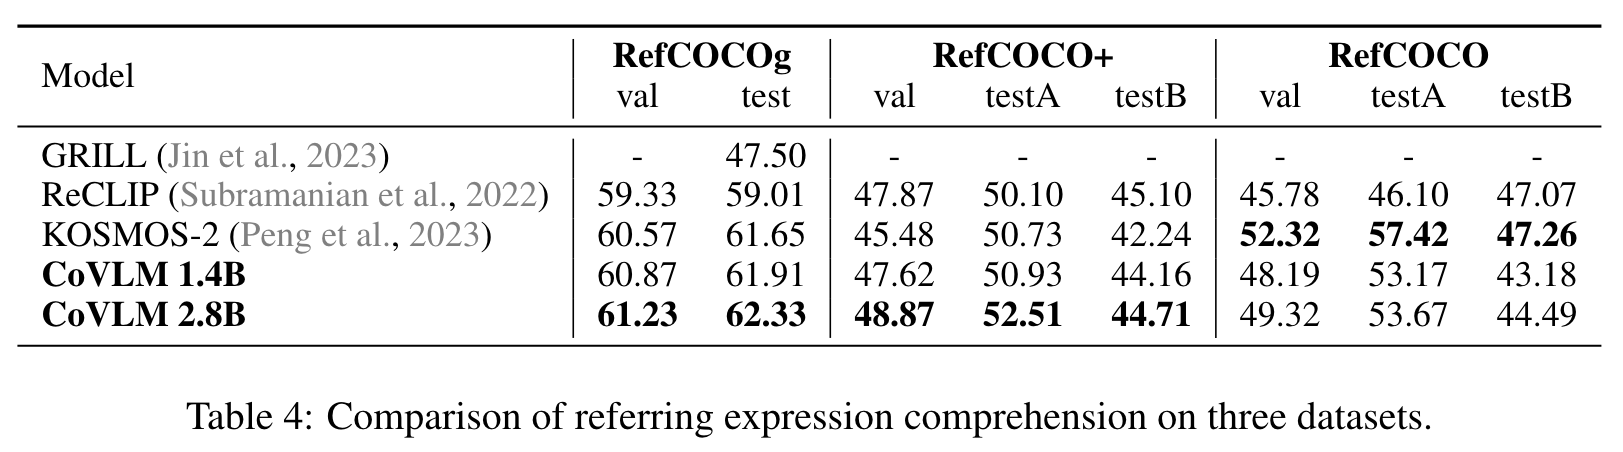 Model RefCOCOg RefCOCO+ RefCOCO
val test val testA testB val testA testB
GRILL (Jin et al., 2023) - 47.50 - - - - - -
ReCLIP (Subramanian et al., 2022) 59.33 59.01 47.87 50.10 45.10 45.78 46.10 47.07
KOSMOS-2 (Peng et al., 2023) 60.57 61.65 45.48 50.73 42.24 52.32 57.42 47.26
CoVLM 1.4B 60.87 61.91 47.62 50.93 44.16 48.19 53.17 43.18
CoVLM 2.8B 61.23 62.33 48.87 52.51 44.71 49.32 53.67 44.49
Table 4: Comparison of referring expression comprehension on three datasets.